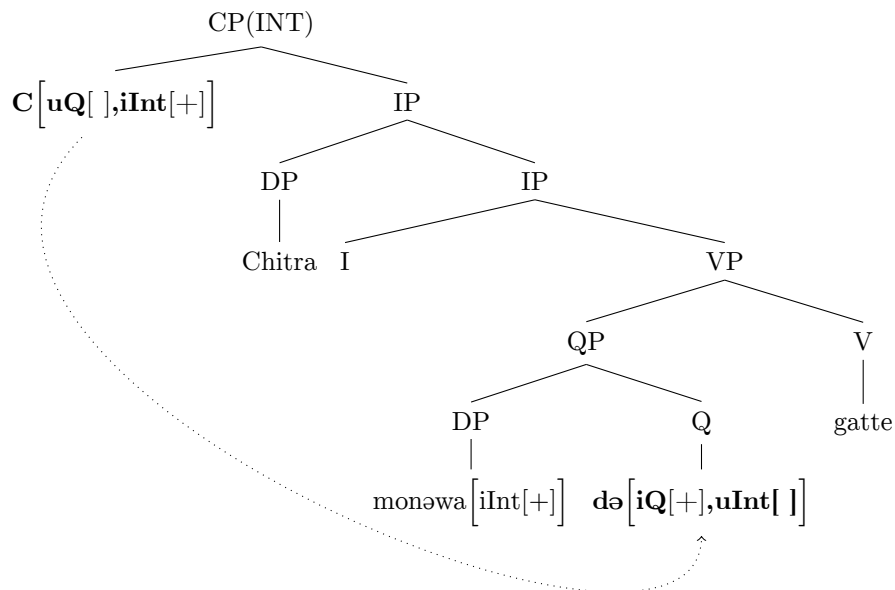 CP(INT)
C[uQ[ ],iInt[+]]
IP
DP
IP
Chitra
I
VP
QP
V
DP
Q
gatte
monəwa[iInt[+]]
də[iQ[+],uInt[ ]]